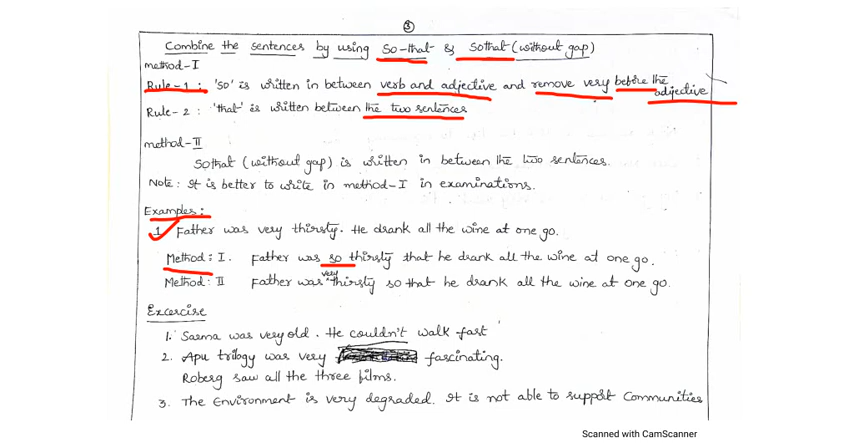 3
Combine the sentences by using So-that & Sothat (without gap)
method-I
Rule-1: 'so' is written in between verb and adjective and remove very before the adjective
Rule-2: 'that' is written between the two sentences
method-II
Sothat (without gap) is written in between the two sentences.
Note: It is better to write in method-I in examinations.
Examples:
1 Father was very thirsty. He drank all the wine at one go.
Method: I. Father was so thirsty that he drank all the wine at one go.
Method: II Father was very thirsty so that he drank all the wine at one go.
Excercise
1. Sarma was very old. He couldn't walk fast
2. Apu trilogy was very fascinating.
Roberg saw all the three films.
3. The Environment is very degraded. It is not able to support Communities
Scanned with CamScanner